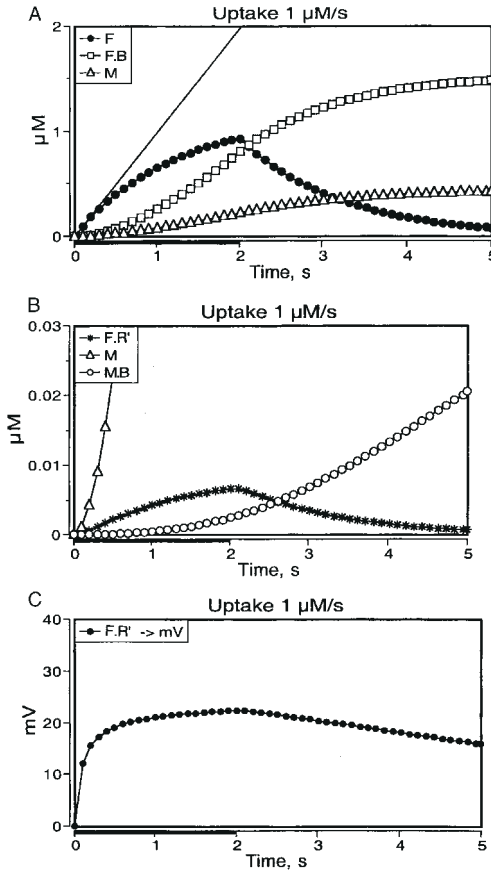 A
Uptake 1 μM/s
2
F
F.B
M
μM
1
0
0 1 2 3 4 5
Time, s
B
Uptake 1 μM/s
0.03
F.R'
M
M.B
0.02
μM
0.01
0
0 1 2 3 4 5
Time, s
C
Uptake 1 μM/s
40
F.R' -> mV
30
mV
20
10
0
0 1 2 3 4 5
Time, s